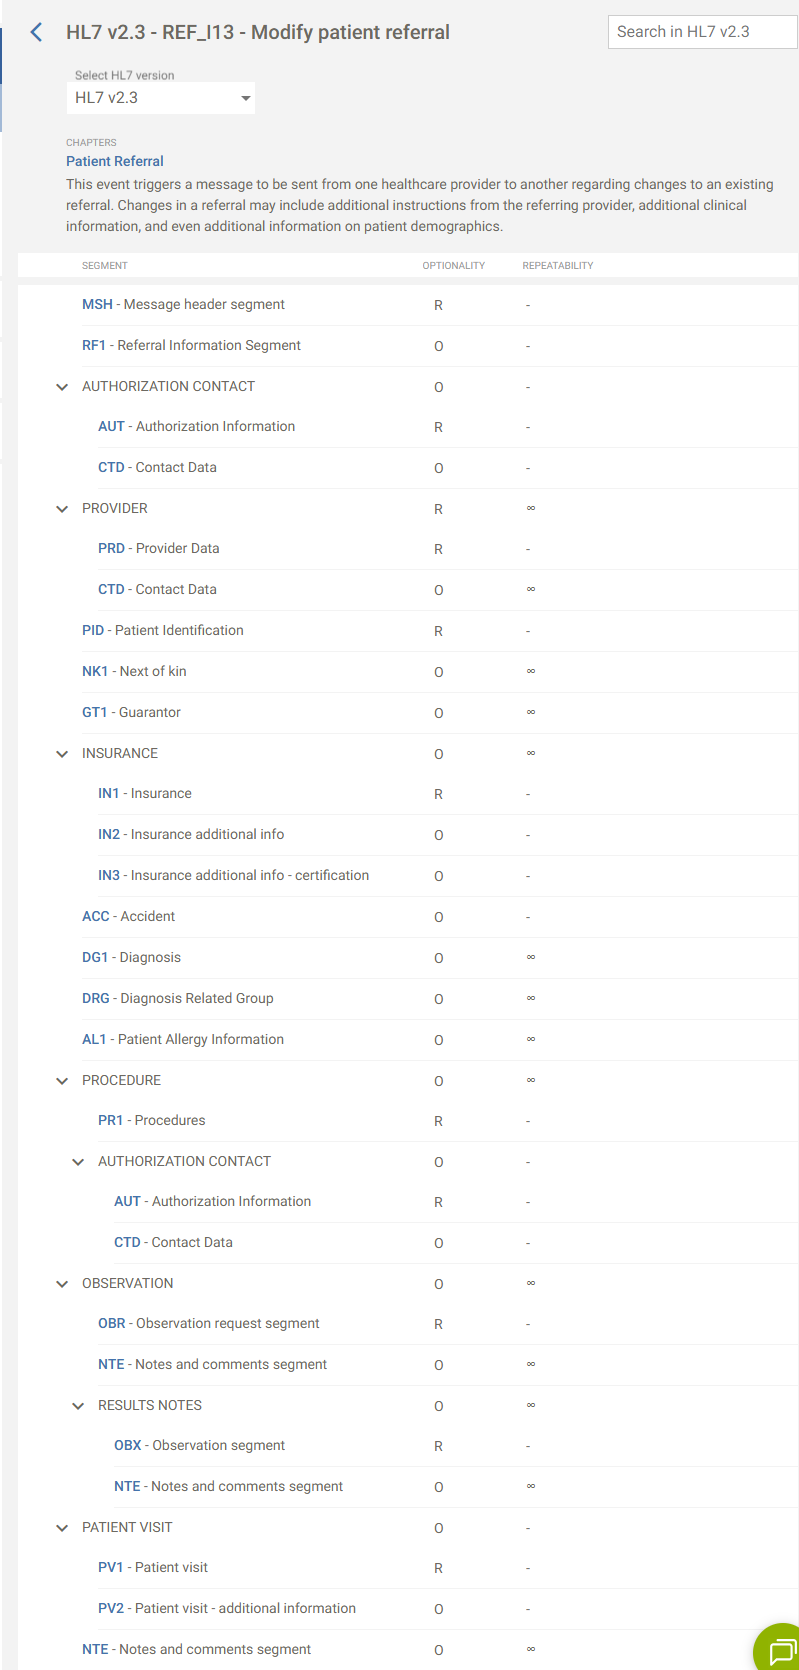 HL7 v2.3 - REF_I13 - Modify patient referral
Search in HL7 v2.3
Select HL7 version
HL7 v2.3
CHAPTERS
Patient Referral
This event triggers a message to be sent from one healthcare provider to another regarding changes to an existing
referral. Changes in a referral may include additional instructions from the referring provider, additional clinical
information, and even additional information on patient demographics.
SEGMENT OPTIONALITY REPEATABILITY
MSH - Message header segment R -
RF1 - Referral Information Segment O -
AUTHORIZATION CONTACT O -
AUT - Authorization Information R -
CTD - Contact Data O -
PROVIDER R ∞
PRD - Provider Data R -
CTD - Contact Data O ∞
PID - Patient Identification R -
NK1 - Next of kin O ∞
GT1 - Guarantor O ∞
INSURANCE O ∞
IN1 - Insurance R -
IN2 - Insurance additional info O -
IN3 - Insurance additional info - certification O -
ACC - Accident O -
DG1 - Diagnosis O ∞
DRG - Diagnosis Related Group O ∞
AL1 - Patient Allergy Information O ∞
PROCEDURE O ∞
PR1 - Procedures R -
AUTHORIZATION CONTACT O -
AUT - Authorization Information R -
CTD - Contact Data O -
OBSERVATION O ∞
OBR - Observation request segment R -
NTE - Notes and comments segment O ∞
RESULTS NOTES O ∞
OBX - Observation segment R -
NTE - Notes and comments segment O ∞
PATIENT VISIT O -
PV1 - Patient visit R -
PV2 - Patient visit - additional information O -
NTE - Notes and comments segment O ∞